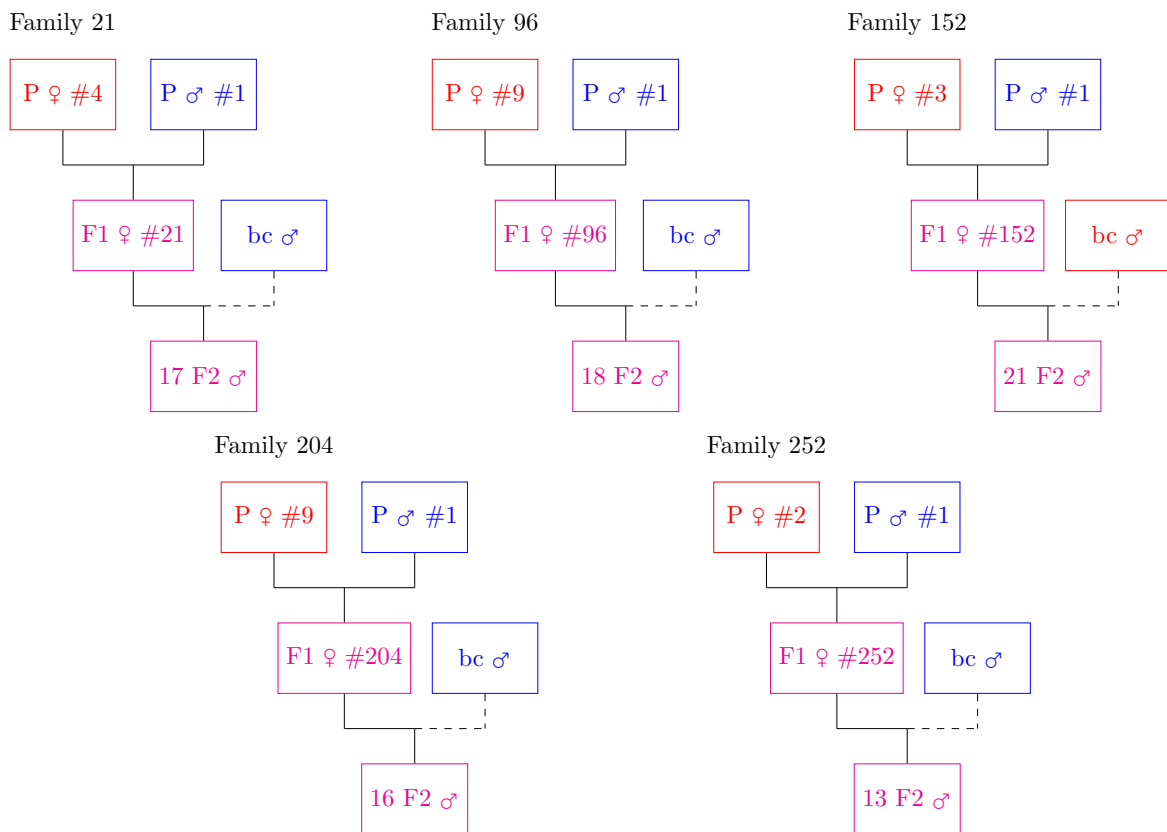 Family 21
Family 96
Family 152
P ♀ #4
P ♂ #1
P ♀ #9
P ♂ #1
P ♀ #3
P ♂ #1
F1 ♀ #21
bc ♂
F1 ♀ #96
bc ♂
F1 ♀ #152
bc ♂
17 F2 ♂
18 F2 ♂
21 F2 ♂
Family 204
Family 252
P ♀ #9
P ♂ #1
P ♀ #2
P ♂ #1
F1 ♀ #204
bc ♂
F1 ♀ #252
bc ♂
16 F2 ♂
13 F2 ♂